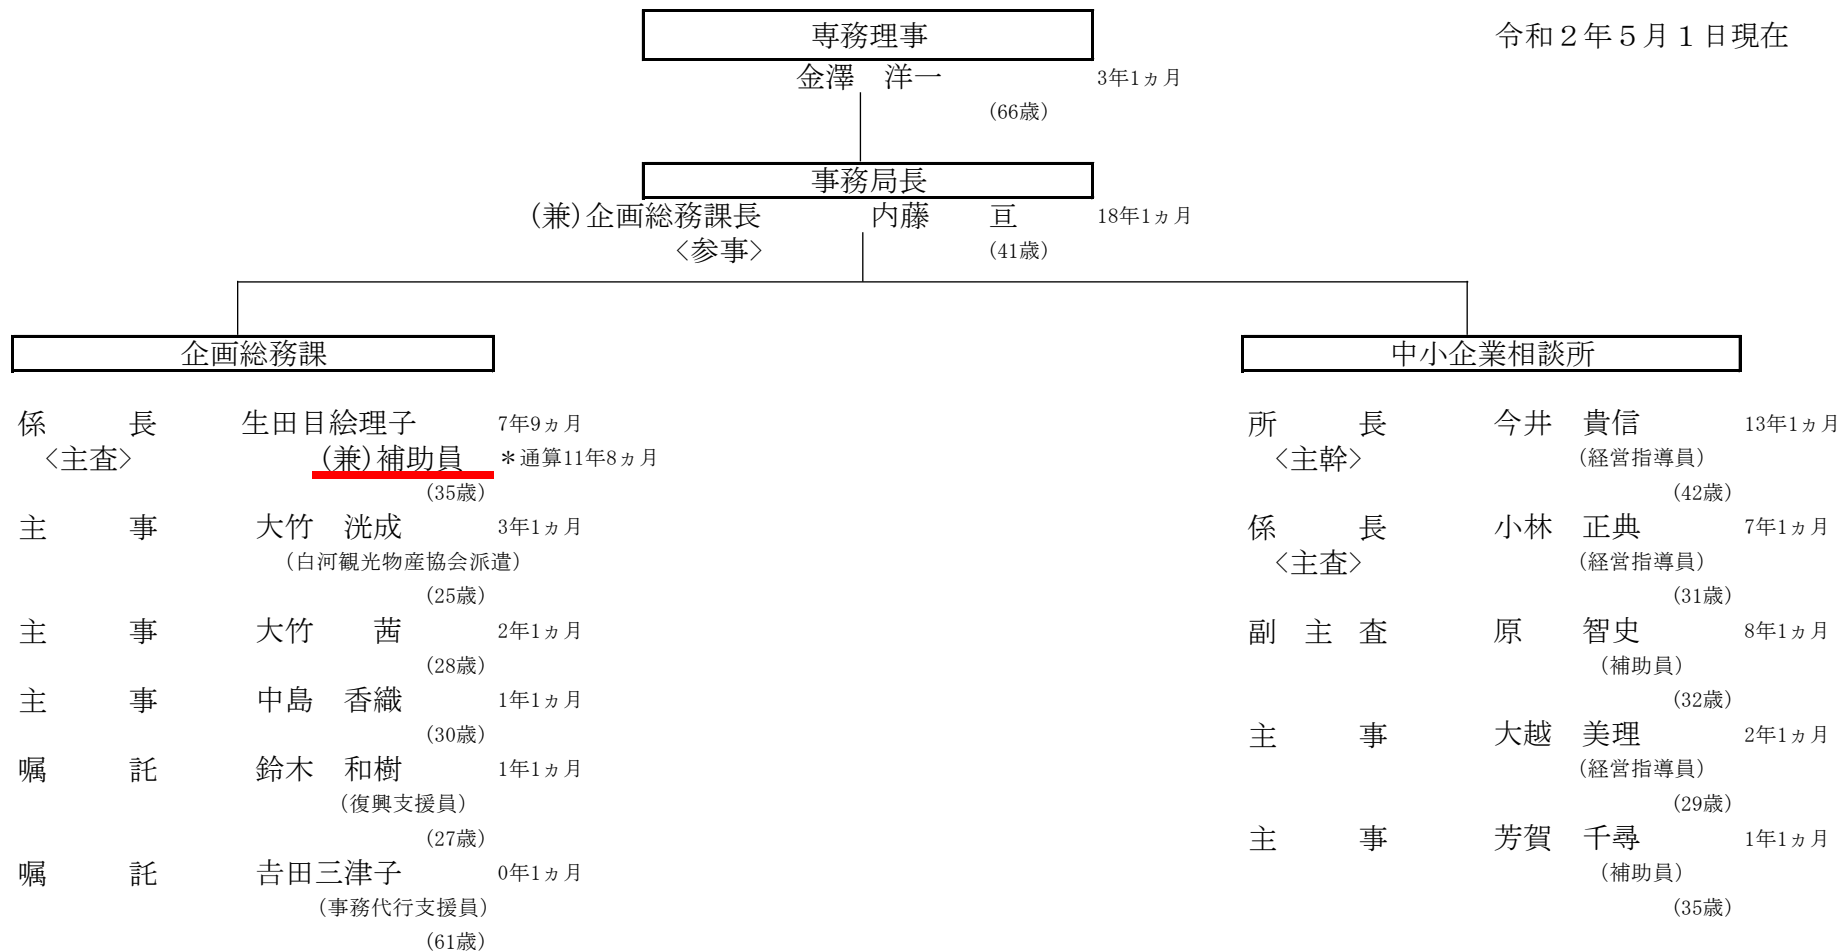 専務理事
令和２年５月１日現在
金澤　洋一　3年1ヵ月
(66歳)
事務局長
(兼)企画総務課長　内藤　亘　18年1ヵ月
<参事>　(41歳)
企画総務課
係　長　生田目絵理子　7年9ヵ月
<主査>　(兼)補助員　＊通算11年8ヵ月
(35歳)
主　事　大竹　洸成　3年1ヵ月
(白河観光物産協会派遣)
(25歳)
主　事　大竹　茜　2年1ヵ月
(28歳)
主　事　中島　香織　1年1ヵ月
(30歳)
嘱　託　鈴木　和樹　1年1ヵ月
(復興支援員)
(27歳)
嘱　託　𠮷田三津子　0年1ヵ月
(事務代行支援員)
(61歳)
中小企業相談所
所　長　今井　貴信　13年1ヵ月
<主幹>　(経営指導員)
(42歳)
係　長　小林　正典　7年1ヵ月
<主査>　(経営指導員)
(31歳)
副　主　査　原　智史　8年1ヵ月
(補助員)
(32歳)
主　事　大越　美理　2年1ヵ月
(経営指導員)
(29歳)
主　事　芳賀　千尋　1年1ヵ月
(補助員)
(35歳)